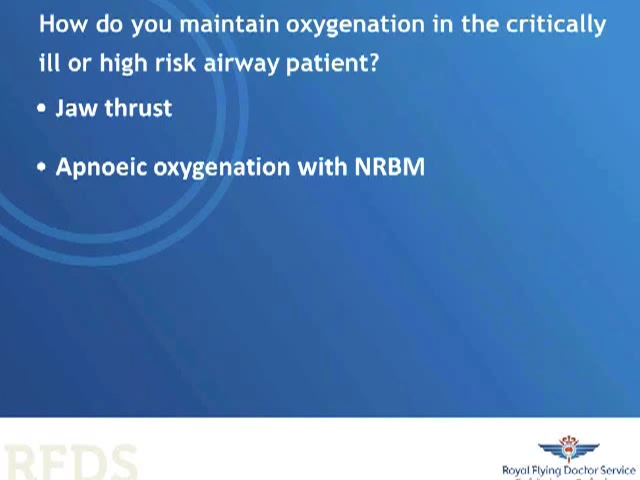 How do you maintain oxygenation in the critically
ill or high risk airway patient?
• Jaw thrust
• Apnoeic oxygenation with NRBM
RFDS
Royal Flying Doctor Service